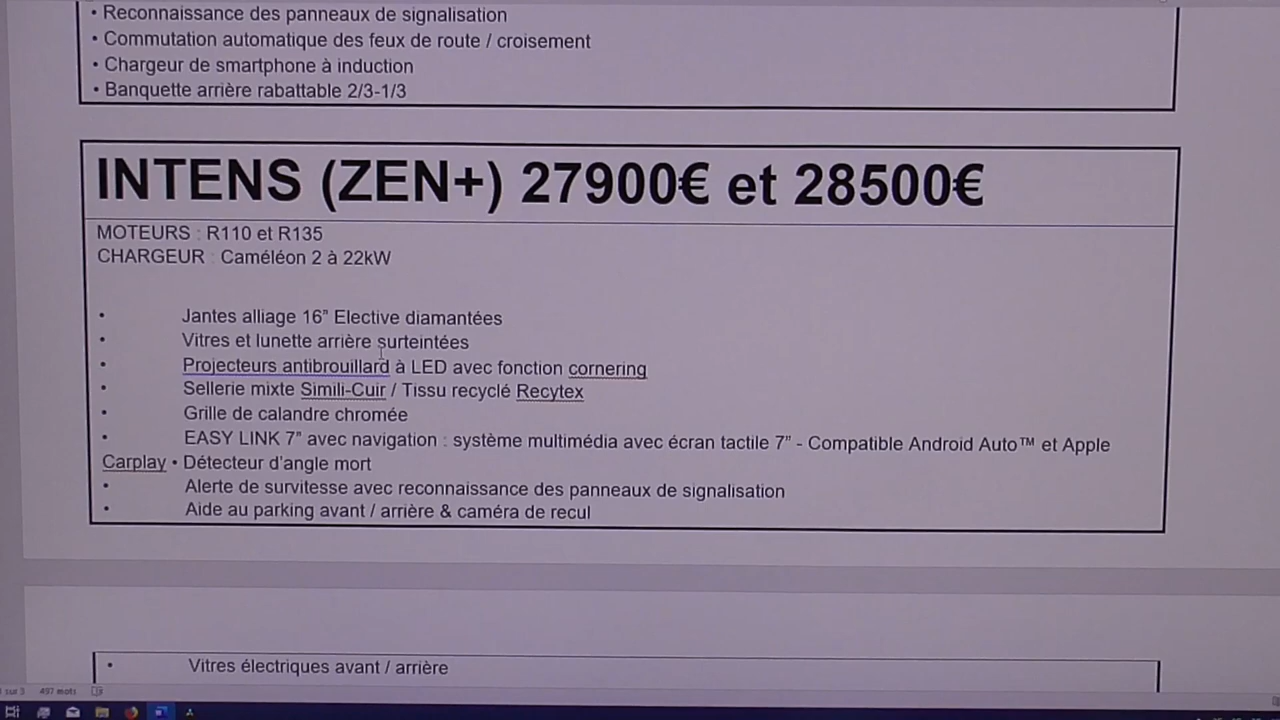 • Reconnaissance des panneaux de signalisation
• Commutation automatique des feux de route / croisement
• Chargeur de smartphone à induction
• Banquette arrière rabattable 2/3-1/3
INTENS (ZEN+) 27900€ et 28500€
MOTEURS : R110 et R135
CHARGEUR : Caméléon 2 à 22kW
• Jantes alliage 16” Elective diamantées
• Vitres et lunette arrière surteintées
• Projecteurs antibrouillard à LED avec fonction cornering
• Sellerie mixte Simili-Cuir / Tissu recyclé Recytex
• Grille de calandre chromée
• EASY LINK 7” avec navigation : système multimédia avec écran tactile 7” - Compatible Android Auto™ et Apple
Carplay • Détecteur d'angle mort
• Alerte de survitesse avec reconnaissance des panneaux de signalisation
• Aide au parking avant / arrière & caméra de recul
• Vitres électriques avant / arrière
sur 3 497 mots